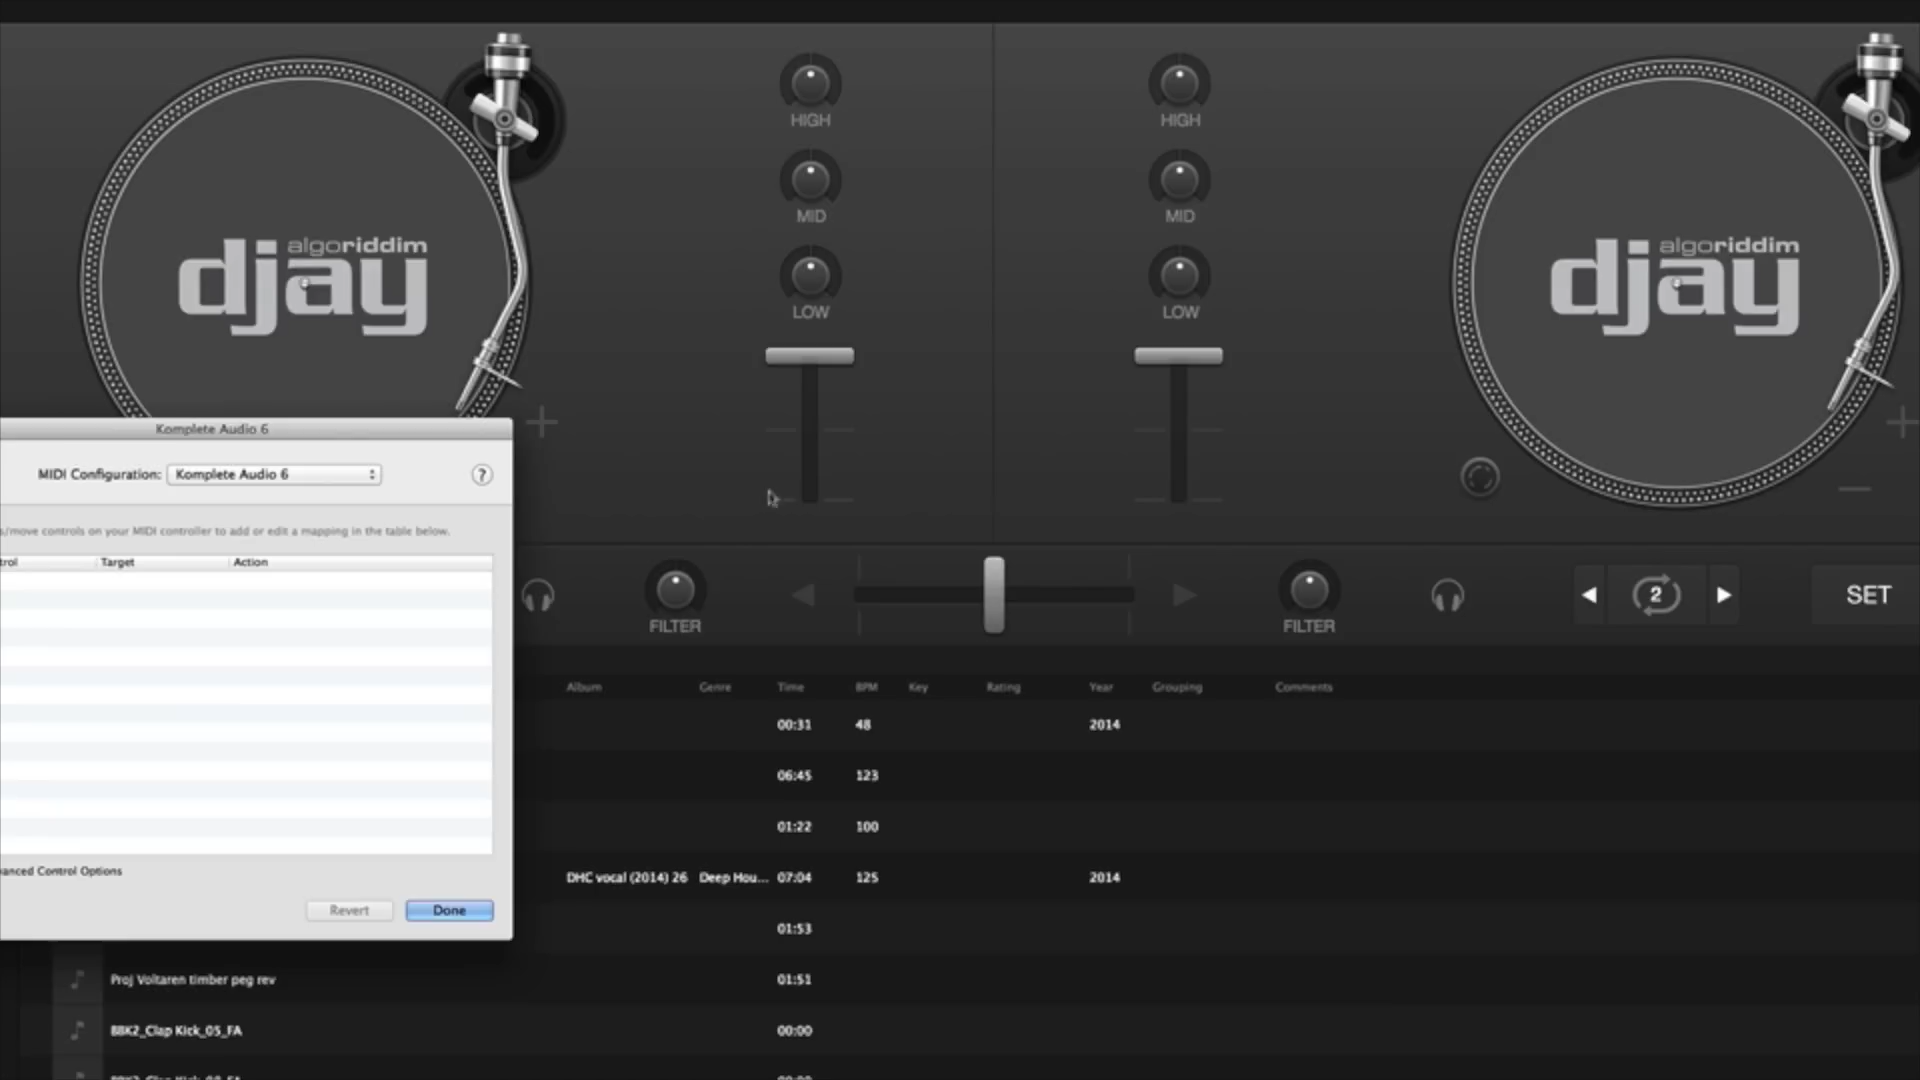 HIGH
HIGH
MID
MID
algoriddim
djay
algoriddim
djay
LOW
LOW
Komplete Audio 6
MIDI Configuration: Komplete Audio 6 ?
s/move controls on your MIDI controller to add or edit a mapping in the table below.
trol Target Action
FILTER
FILTER
2
SET
Album Genre Time BPM Key Rating Year Grouping Comments
00:31 48 2014
06:45 123
01:22 100
anced Control Options
DHC vocal (2014) 26 Deep Hou... 07:04 125 2014
Revert Done
01:53
Proj Voltaren timber peg rev 01:51
BBK2_Clap Kick_05_FA 00:00